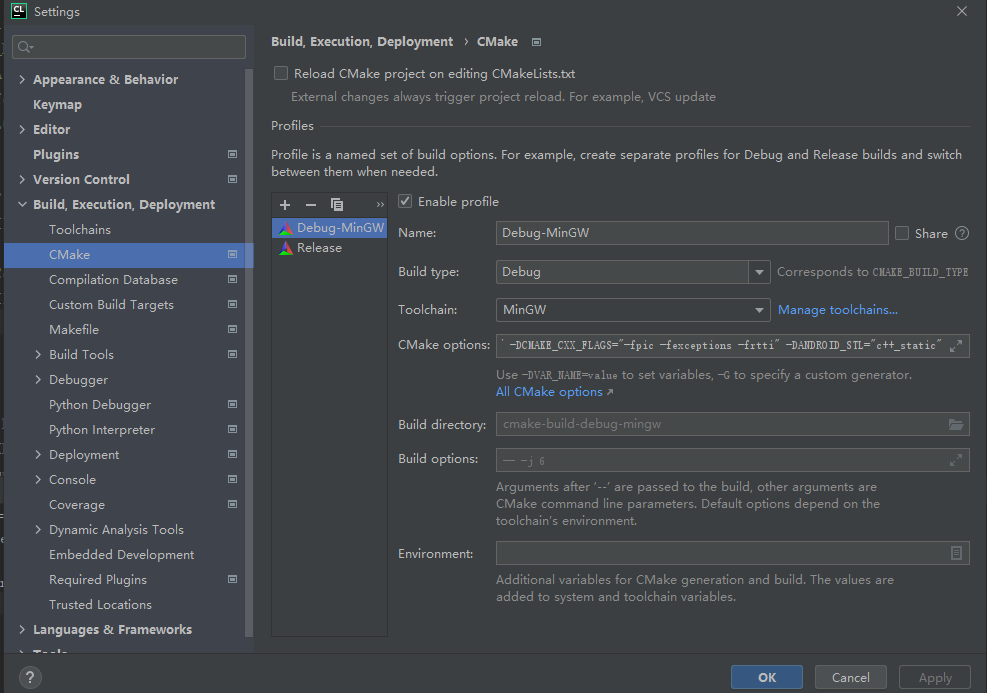 CL Settings
Build, Execution, Deployment › CMake
Reload CMake project on editing CMakeLists.txt
External changes always trigger project reload. For example, VCS update
Profiles
Profile is a named set of build options. For example, create separate profiles for Debug and Release builds and switch
between them when needed.
Appearance & Behavior
Keymap
Editor
Plugins
Version Control
Build, Execution, Deployment
Toolchains
CMake
Compilation Database
Custom Build Targets
Makefile
Build Tools
Debugger
Python Debugger
Python Interpreter
Deployment
Console
Coverage
Dynamic Analysis Tools
Embedded Development
Required Plugins
Trusted Locations
Languages & Frameworks
Tools
+ − »
Debug-MinGW
Release
Enable profile
Name: Debug-MinGW Share ?
Build type: Debug Corresponds to CMAKE_BUILD_TYPE
Toolchain: MinGW Manage toolchains...
CMake options: ' -DCMAKE_CXX_FLAGS="-fpic -fexceptions -frtti" -DANDROID_STL="c++_static"
Use -DVAR_NAME=value to set variables, -G to specify a custom generator.
All CMake options ↗
Build directory: cmake-build-debug-mingw
Build options: -- -j 6
Arguments after '--' are passed to the build, other arguments are
CMake command line parameters. Default options depend on the
toolchain's environment.
Environment:
Additional variables for CMake generation and build. The values are
added to system and toolchain variables.
? OK Cancel Apply